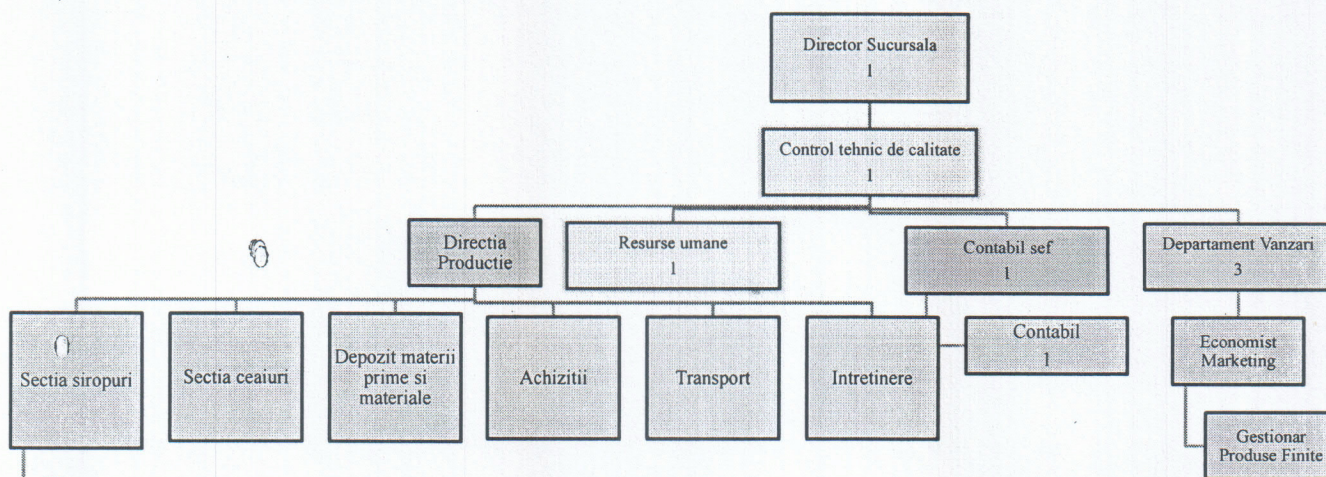 Director Sucursala
1
Control tehnic de calitate
1
Directia
Productie
Resurse umane
1
Contabil sef
1
Departament Vanzari
3
Sectia siropuri
Sectia ceaiuri
Depozit materii
prime si
materiale
Achizitii
Transport
Intretinere
Contabil
1
Economist
Marketing
Gestionar
Produse Finite